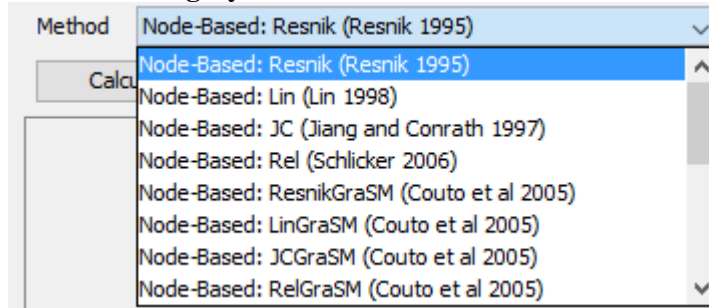 Method Node-Based: Resnik (Resnik 1995)
Node-Based: Resnik (Resnik 1995)
Calcu
Node-Based: Lin (Lin 1998)
Node-Based: JC (Jiang and Conrath 1997)
Node-Based: Rel (Schlicker 2006)
Node-Based: ResnikGraSM (Couto et al 2005)
Node-Based: LinGraSM (Couto et al 2005)
Node-Based: JCGraSM (Couto et al 2005)
Node-Based: RelGraSM (Couto et al 2005)